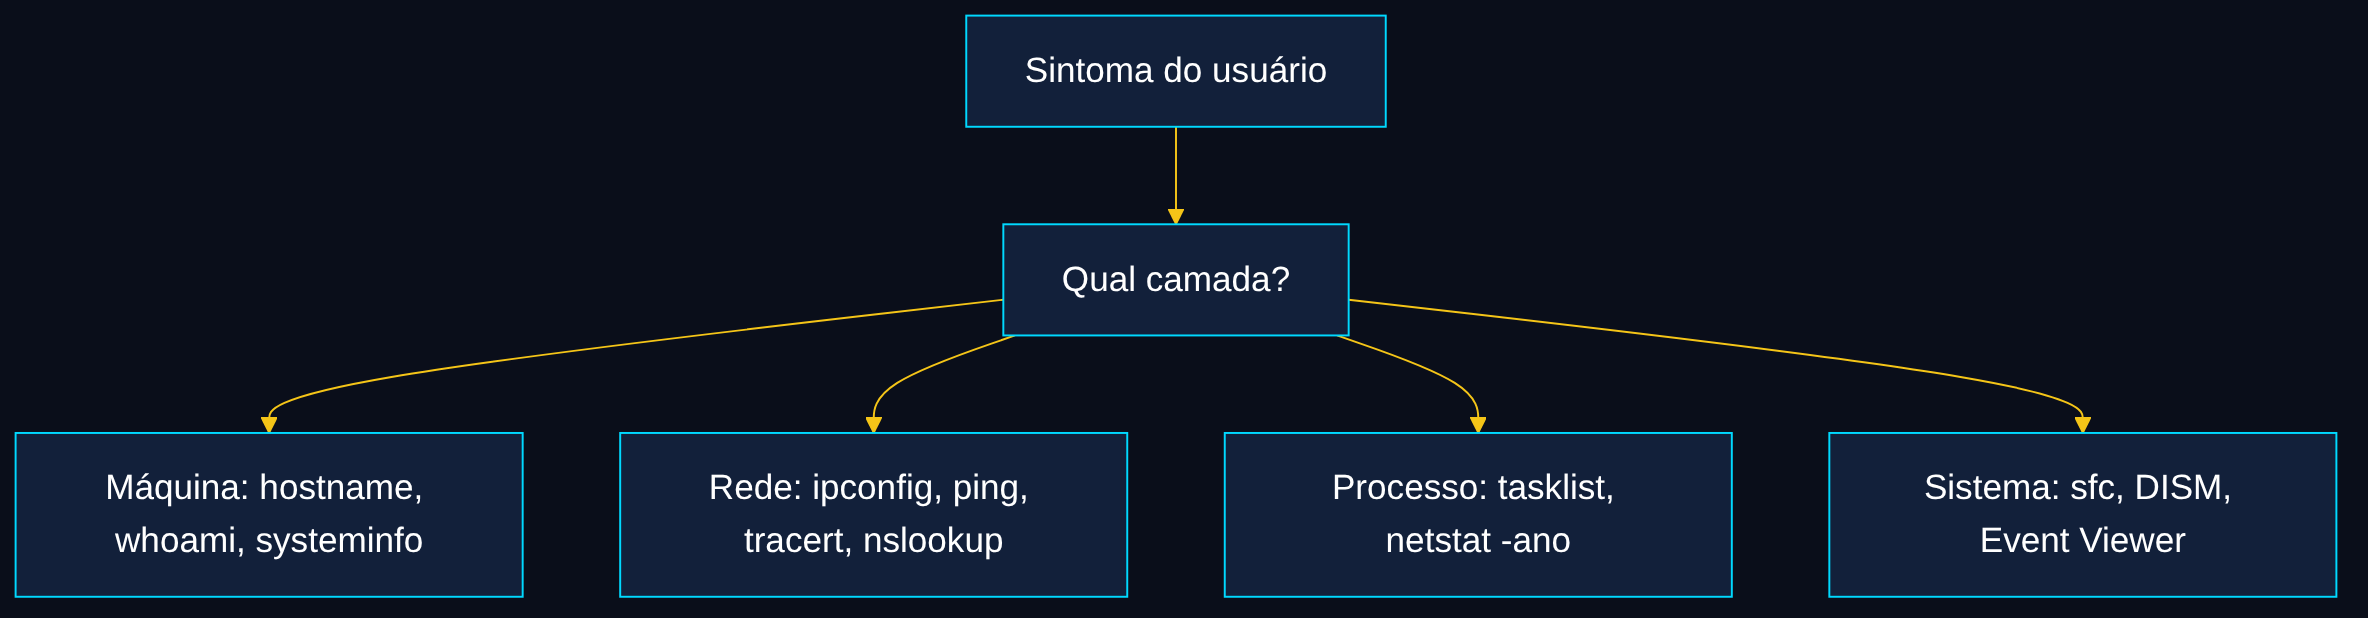 Sintoma do usuário
Qual camada?
Máquina: hostname,
whoami, systeminfo
Rede: ipconfig, ping,
tracert, nslookup
Processo: tasklist,
netstat -ano
Sistema: sfc, DISM,
Event Viewer